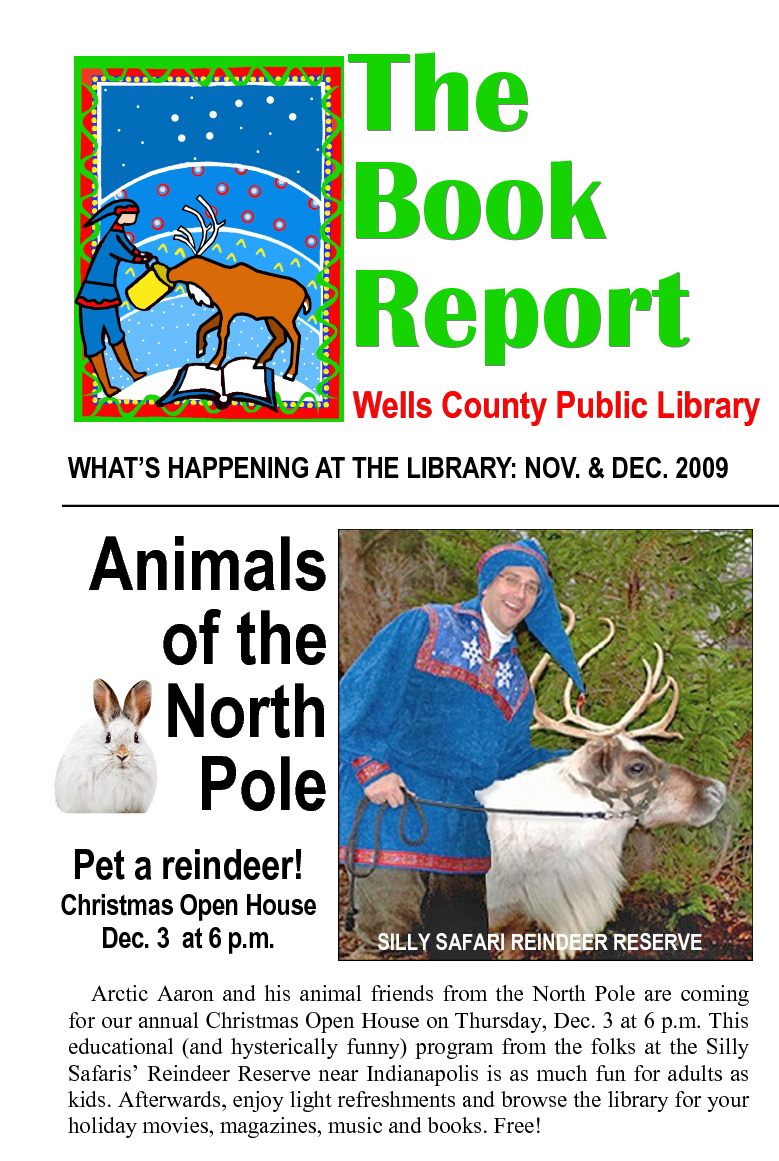 The
Book
Report
Wells County Public Library
WHAT'S HAPPENING AT THE LIBRARY: NOV. & DEC. 2009
Animals
of the
North
Pole
Pet a reindeer!
Christmas Open House
Dec. 3  at 6 p.m.
SILLY SAFARI REINDEER RESERVE
Arctic Aaron and his animal friends from the North Pole are coming
for our annual Christmas Open House on Thursday, Dec. 3 at 6 p.m. This
educational (and hysterically funny) program from the folks at the Silly
Safaris' Reindeer Reserve near Indianapolis is as much fun for adults as
kids. Afterwards, enjoy light refreshments and browse the library for your
holiday movies, magazines, music and books. Free!